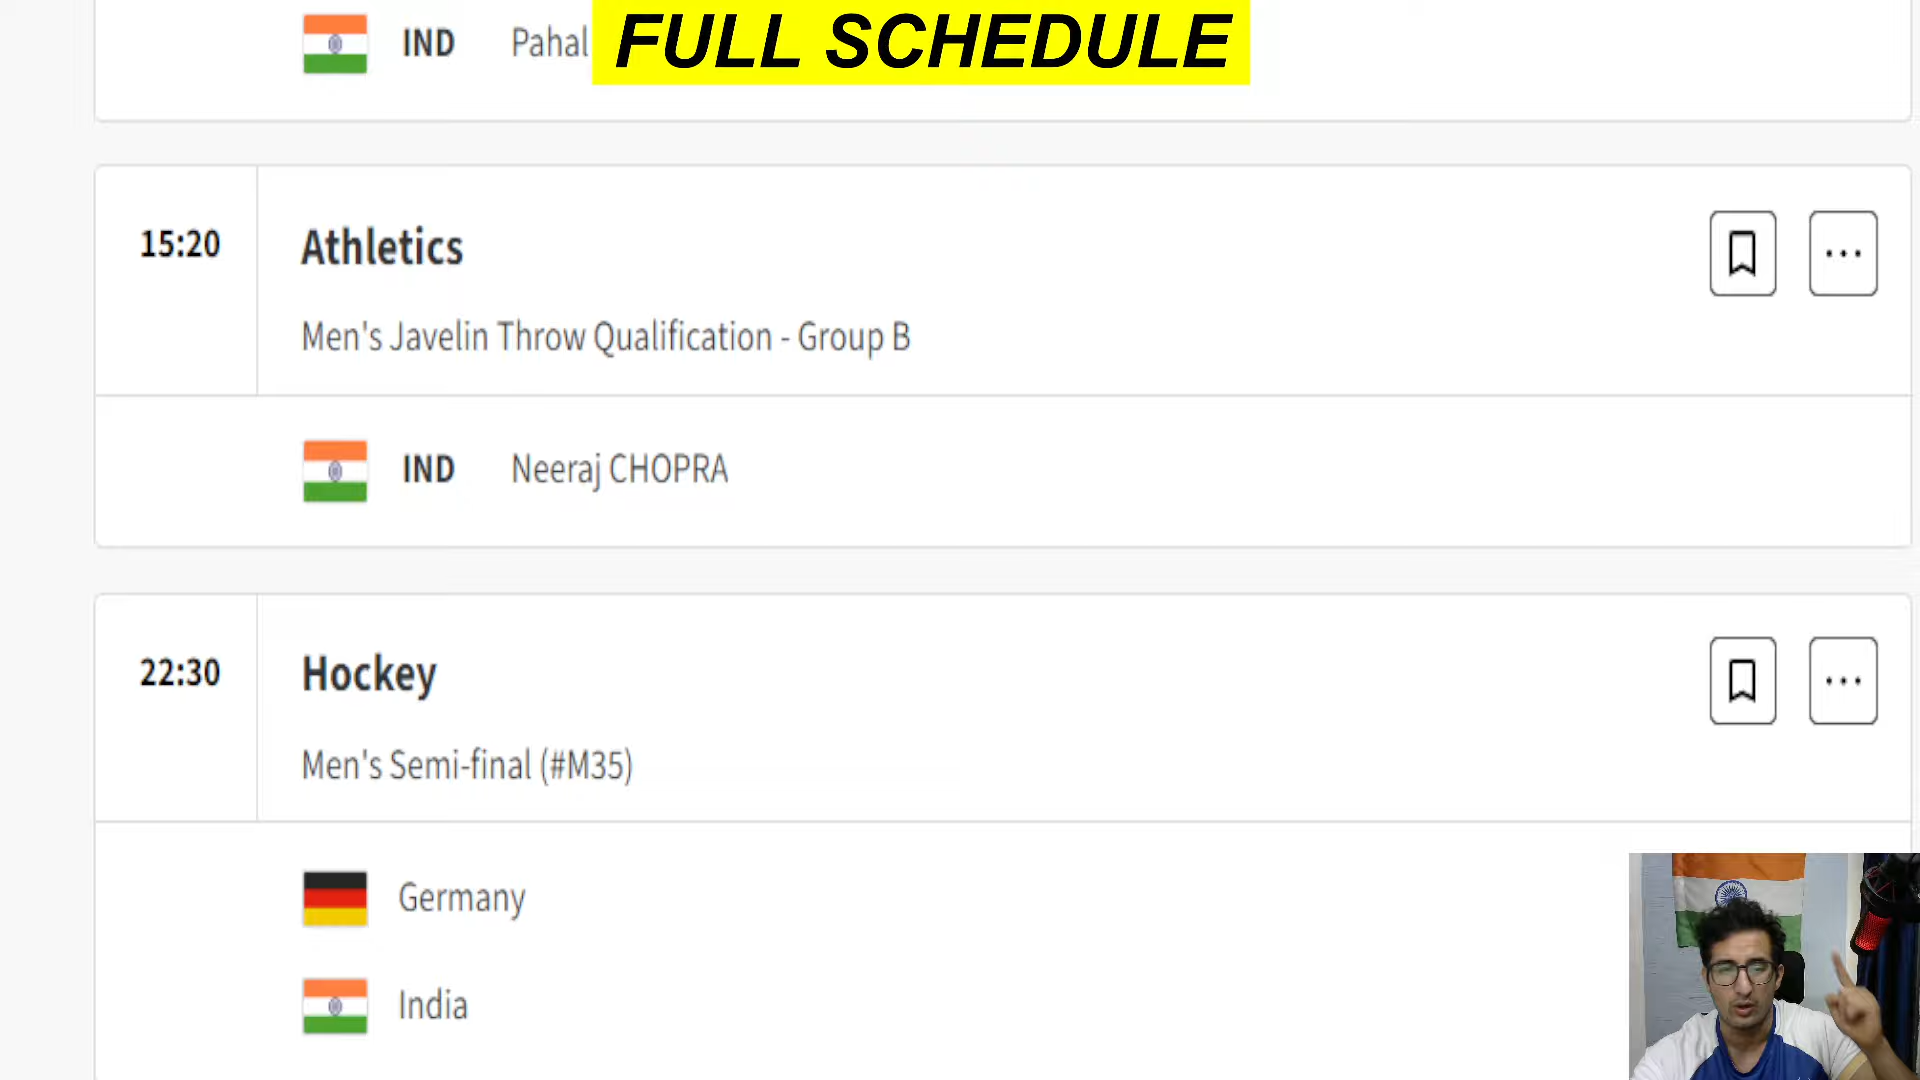 FULL SCHEDULE
IND Pahal
15:20 Athletics
Men's Javelin Throw Qualification - Group B
IND Neeraj CHOPRA
22:30 Hockey
Men's Semi-final (#M35)
Germany
India